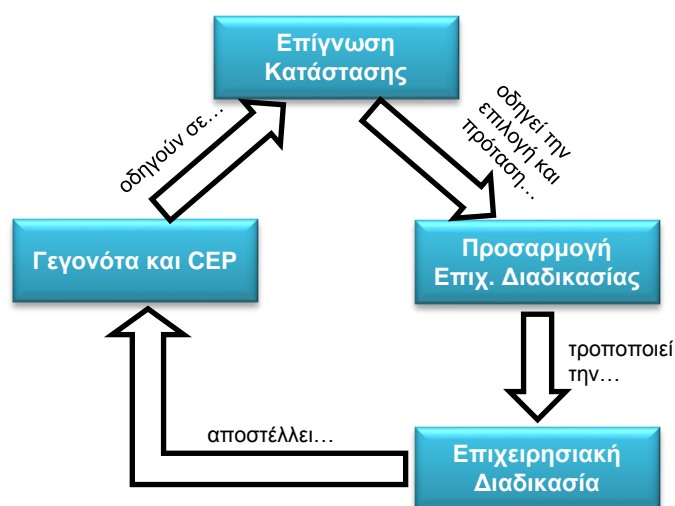 Επίγνωση
Κατάστασης
οδηγούν σε…
οδηγεί την
επιλογή και
πρόταση…
Γεγονότα και CEP
Προσαρμογή
Επιχ. Διαδικασίας
τροποποιεί
την…
αποστέλλει…
Επιχειρησιακή
Διαδικασία